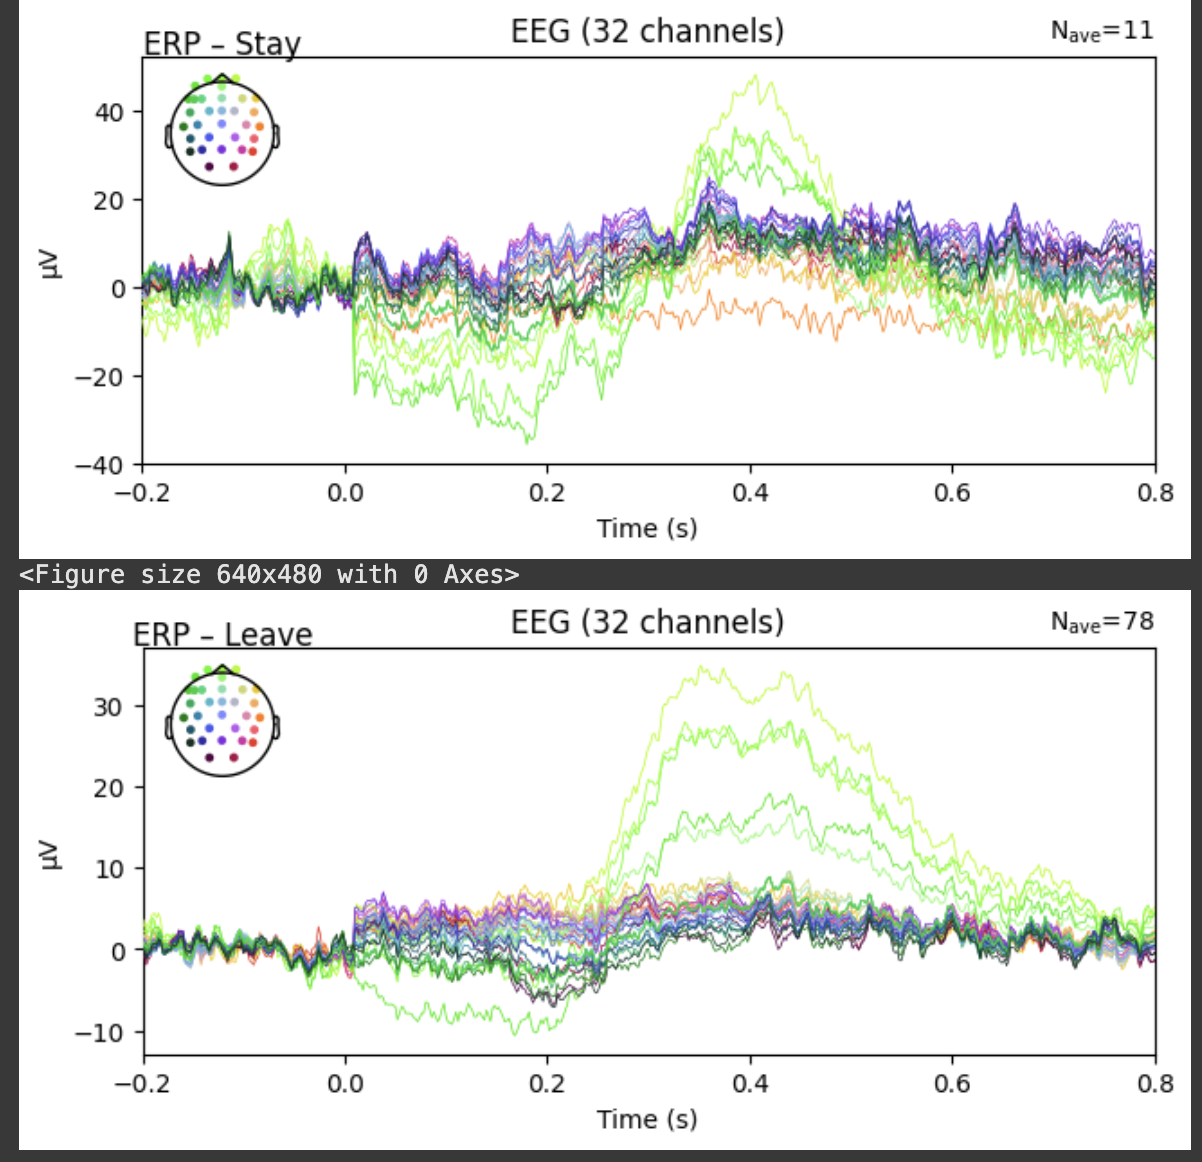 ERP – Stay
EEG (32 channels)
Nave=11
40
20
0
−20
−40
µV
−0.2 0.0 0.2 0.4 0.6 0.8
Time (s)
<Figure size 640x480 with 0 Axes>
ERP – Leave
EEG (32 channels)
Nave=78
30
20
10
0
−10
µV
−0.2 0.0 0.2 0.4 0.6 0.8
Time (s)